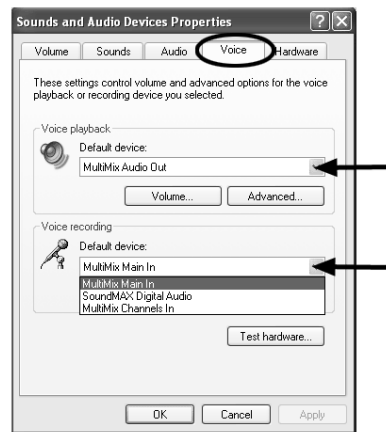 Sounds and Audio Devices Properties
Volume Sounds Audio Voice Hardware
These settings control volume and advanced options for the voice
playback or recording device you selected.
Voice playback
Default device:
MultiMix Audio Out
Volume... Advanced...
Voice recording
Default device:
MultiMix Main In
MultiMix Main In
SoundMAX Digital Audio
MultiMix Channels In
Test hardware...
OK Cancel Apply